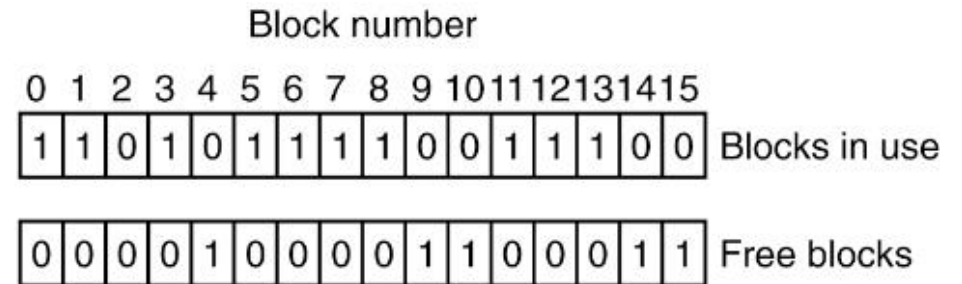 Block number
0 1 2 3 4 5 6 7 8 9 10 11 12 13 14 15
1 1 0 1 0 1 1 1 1 0 0 1 1 1 0 0 Blocks in use
0 0 0 0 1 0 0 0 0 1 1 0 0 0 1 1 Free blocks